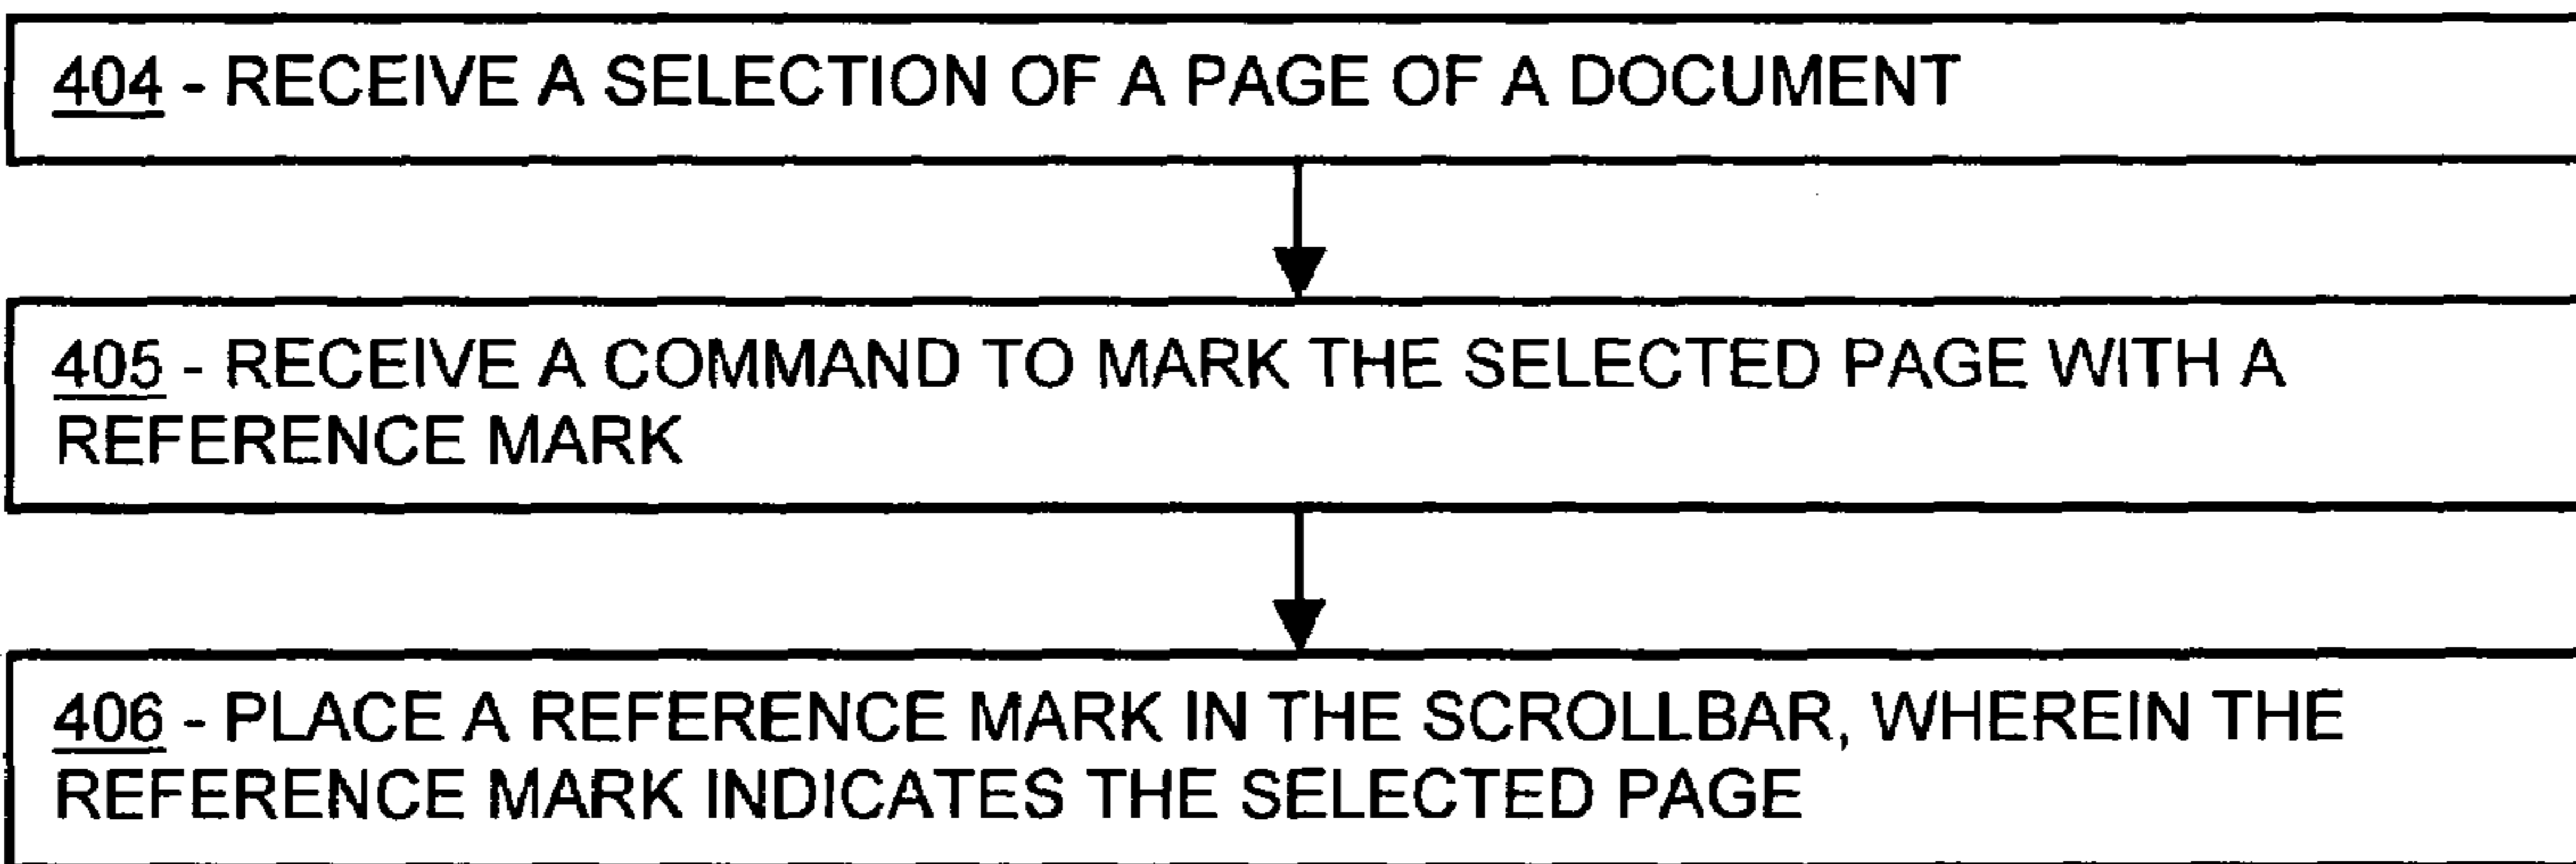 404 - RECEIVE A SELECTION OF A PAGE OF A DOCUMENT
405 - RECEIVE A COMMAND TO MARK THE SELECTED PAGE WITH A
REFERENCE MARK
406 - PLACE A REFERENCE MARK IN THE SCROLLBAR, WHEREIN THE
REFERENCE MARK INDICATES THE SELECTED PAGE